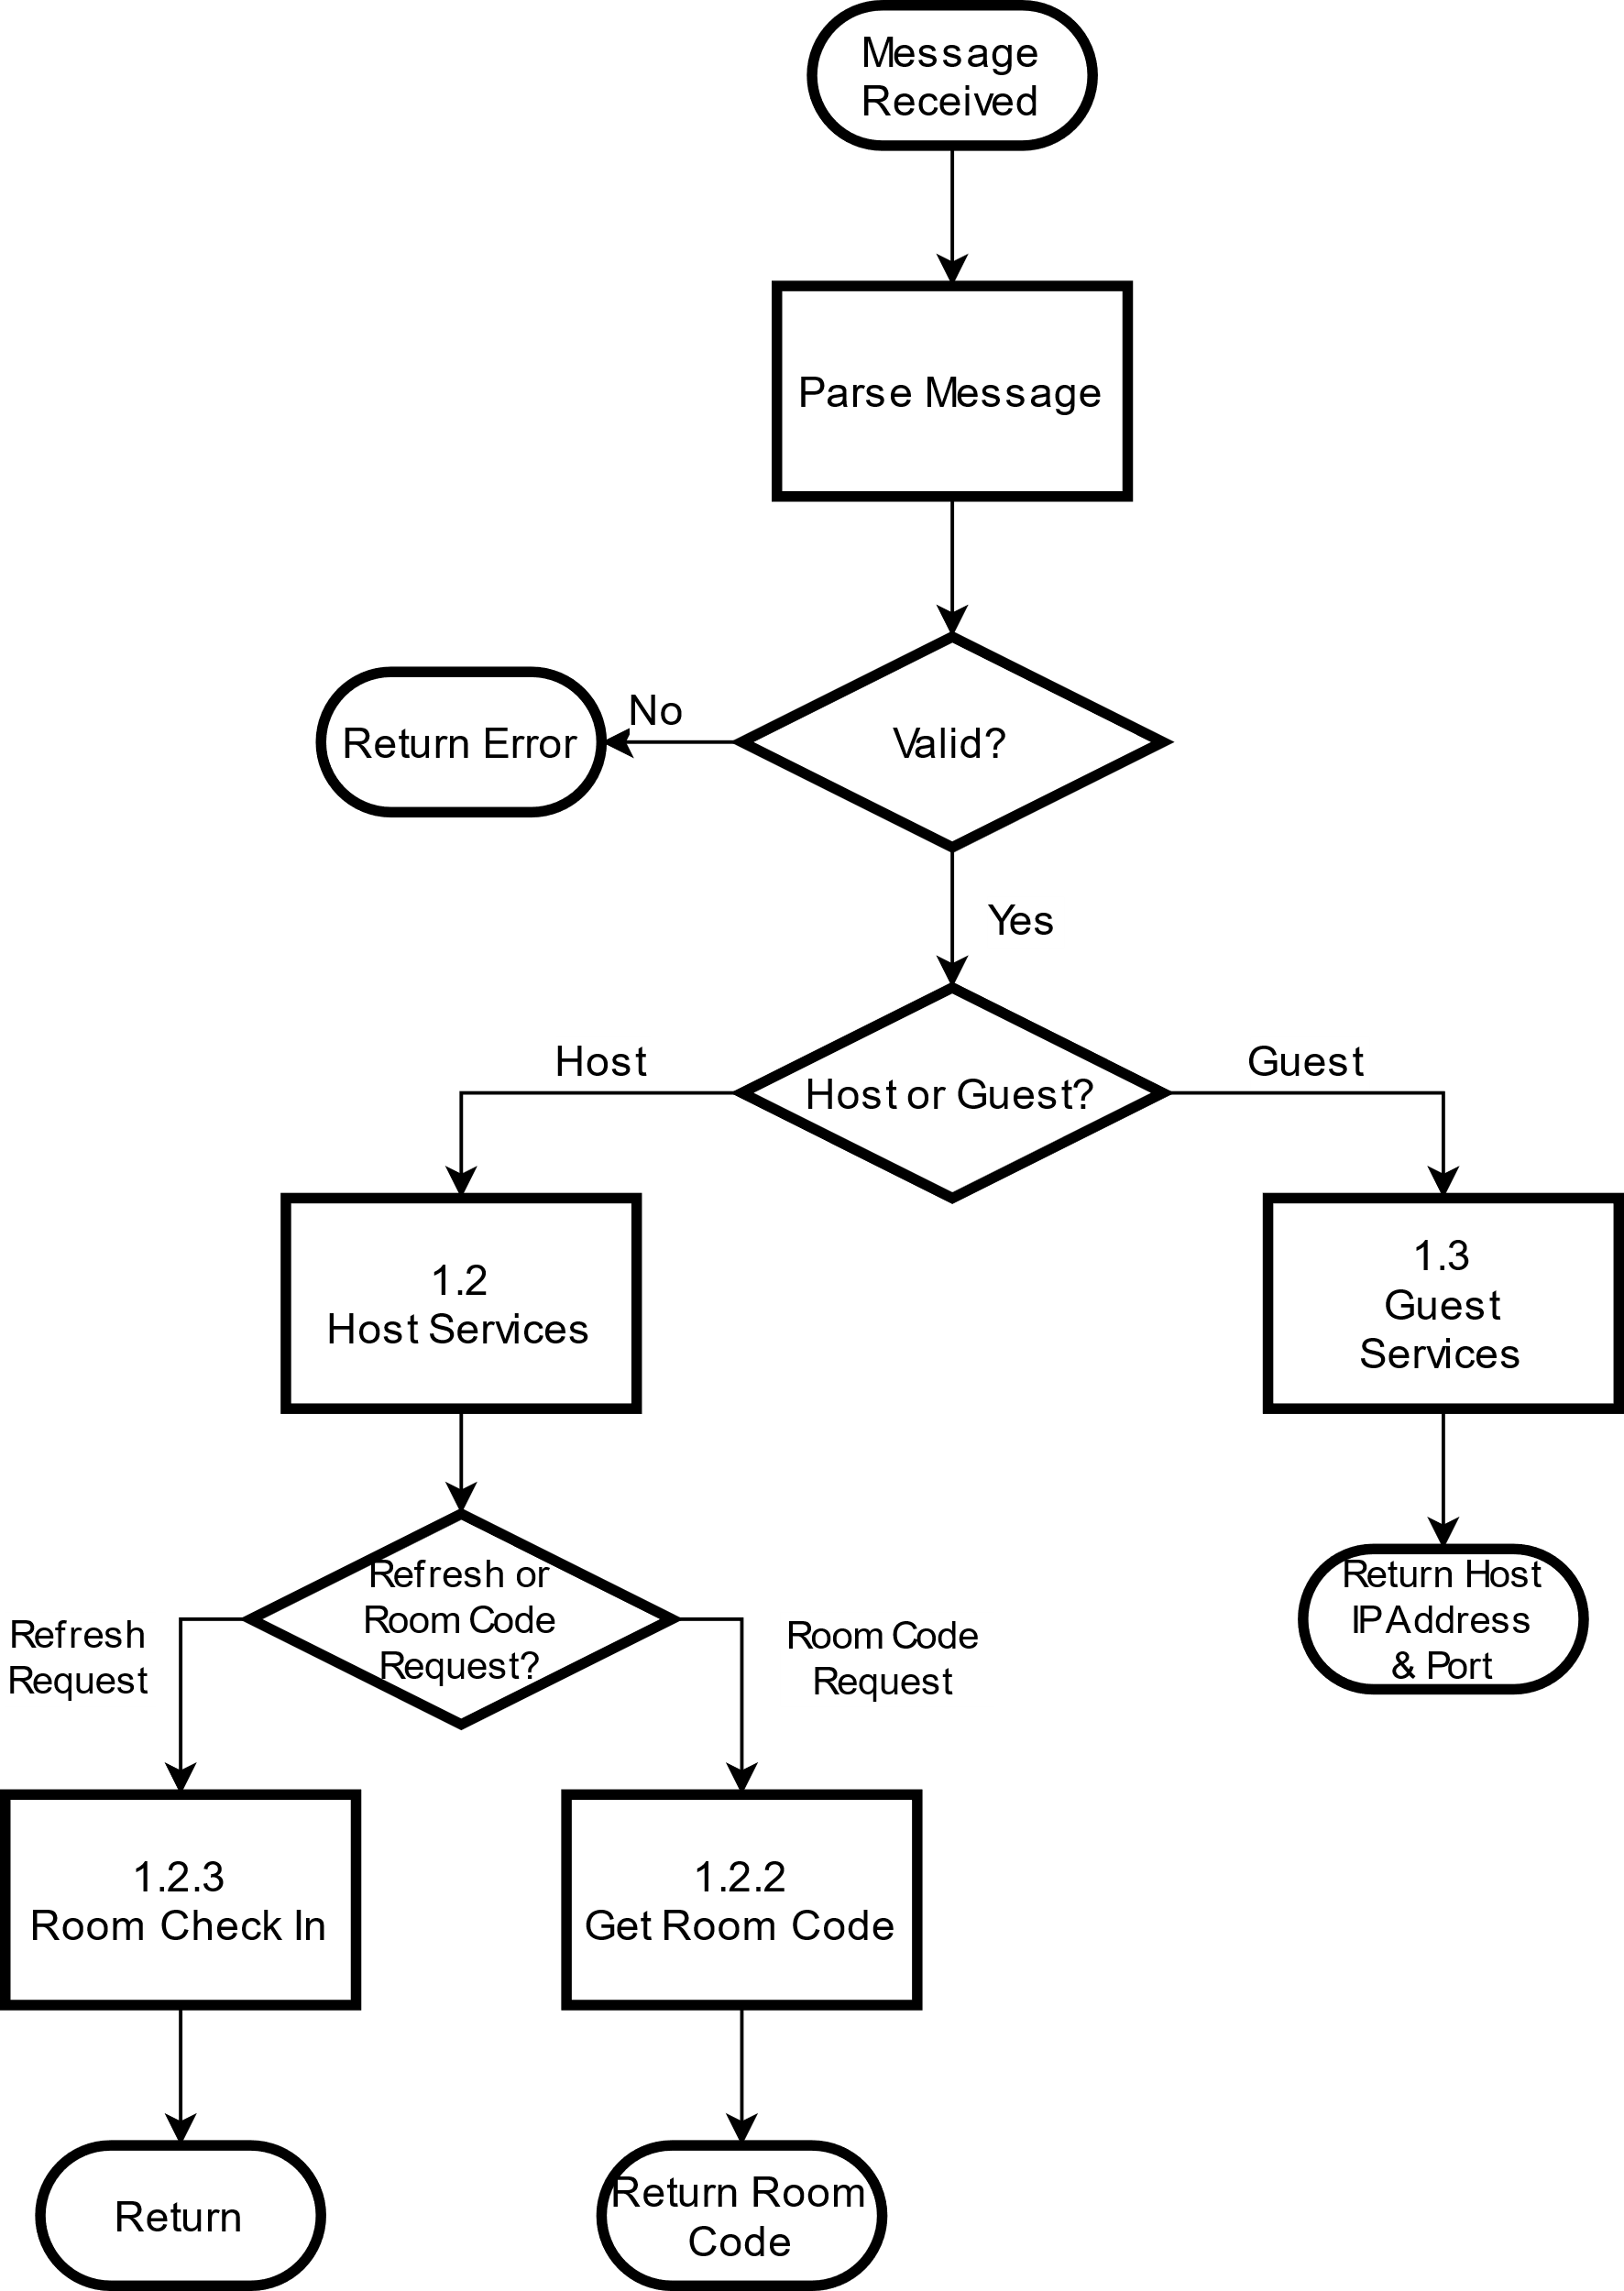 Message
Received
Parse Message
Valid?
No
Return Error
Yes
Host or Guest?
Host
Guest
1.2
Host Services
1.3
Guest
Services
Refresh or
Room Code
Request?
Refresh
Request
Room Code
Request
Return Host
IP Address
& Port
1.2.3
Room Check In
1.2.2
Get Room Code
Return
Return Room
Code